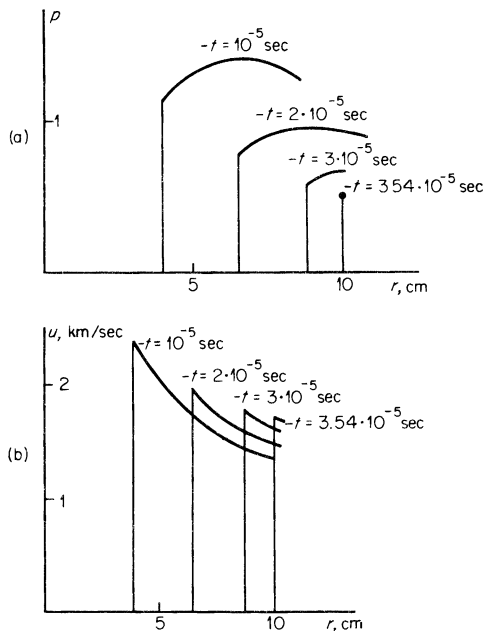 p
-t = 10⁻⁵ sec
1
-t = 2·10⁻⁵ sec
(a)
-t = 3·10⁻⁵ sec
-t = 354·10⁻⁵ sec
5
10
r, cm
u, km/sec
-t = 10⁻⁵ sec
2
-t = 2·10⁻⁵ sec
-t = 3·10⁻⁵ sec
-t = 3.54·10⁻⁵ sec
(b)
1
5
10
r, cm